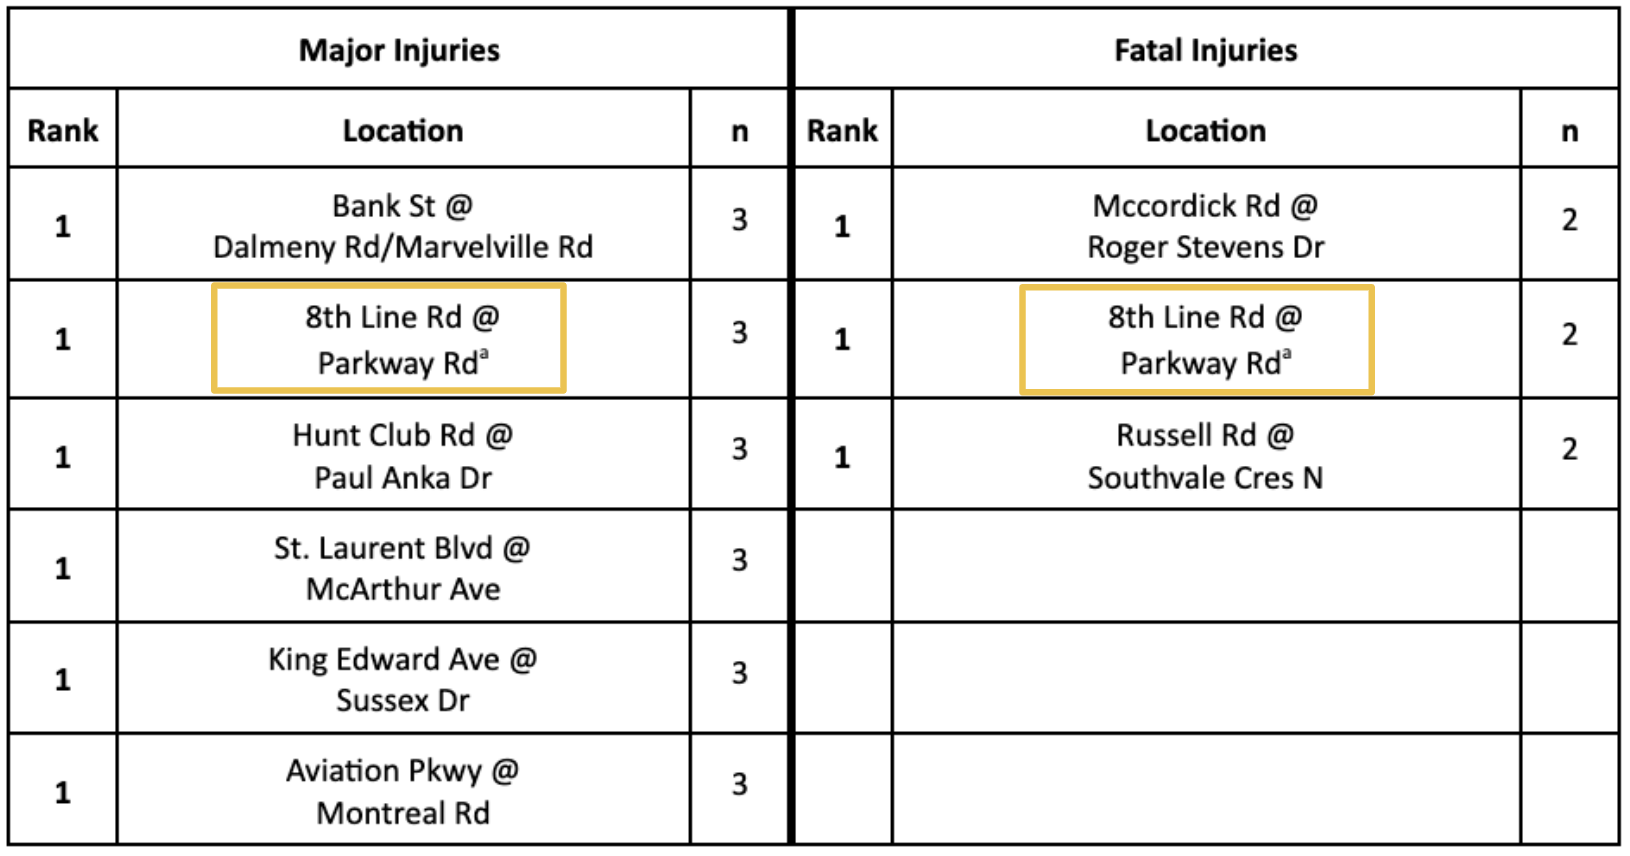 Major Injuries Fatal Injuries
Rank Location n Rank Location n
1 Bank St @ 3 1 Mccordick Rd @ 2
Dalmeny Rd/Marvelville Rd Roger Stevens Dr
1 8th Line Rd @ 3 1 8th Line Rd @ 2
Parkway Rdᵃ Parkway Rdᵃ
1 Hunt Club Rd @ 3 1 Russell Rd @ 2
Paul Anka Dr Southvale Cres N
1 St. Laurent Blvd @ 3
McArthur Ave
1 King Edward Ave @ 3
Sussex Dr
1 Aviation Pkwy @ 3
Montreal Rd